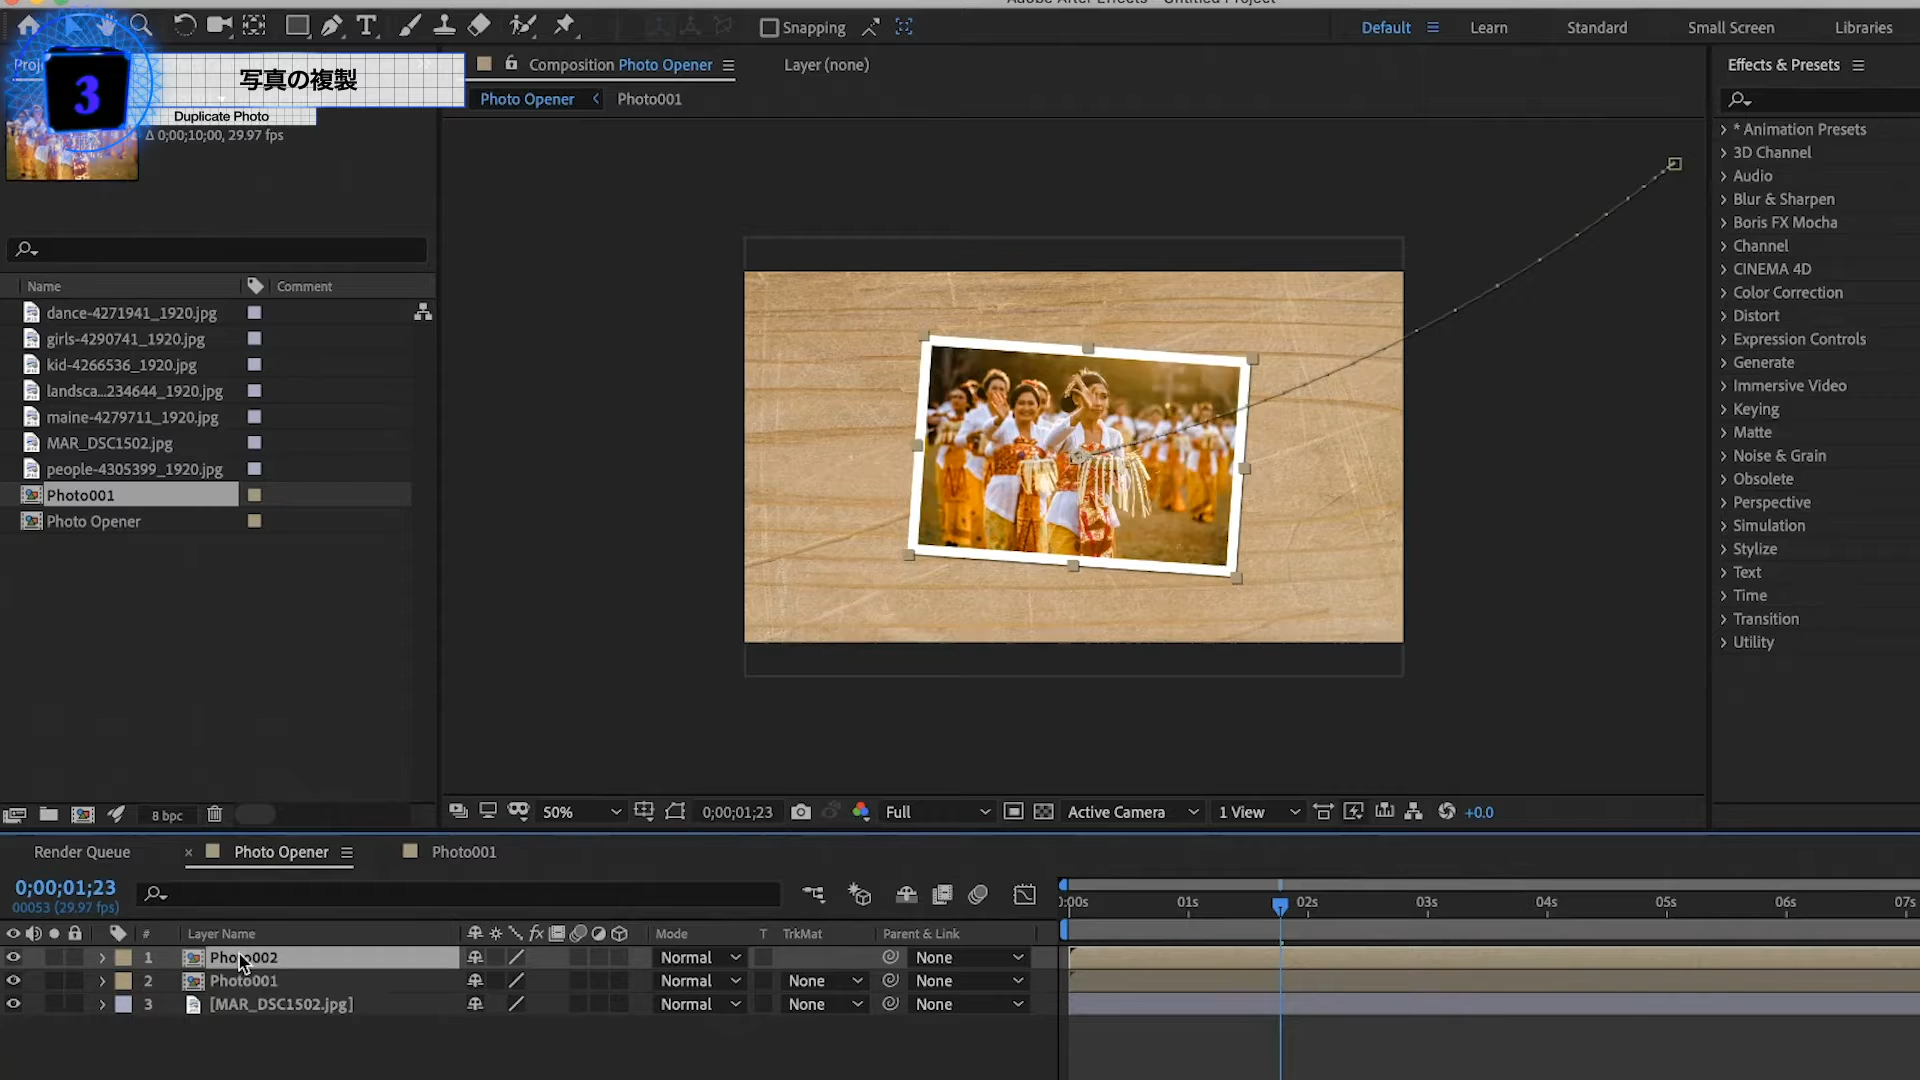 Adobe After Effects - Untitled Project
Snapping
Default
Learn
Standard
Small Screen
Libraries
3
写真の複製
Duplicate Photo
Δ 0;00;10;00, 29.97 fps
Composition Photo Opener
Layer (none)
Photo Opener
Photo001
Effects & Presets
* Animation Presets
3D Channel
Audio
Blur & Sharpen
Boris FX Mocha
Channel
CINEMA 4D
Color Correction
Distort
Expression Controls
Generate
Immersive Video
Keying
Matte
Noise & Grain
Obsolete
Perspective
Simulation
Stylize
Text
Time
Transition
Utility
Name
Comment
dance-4271941_1920.jpg
girls-4290741_1920.jpg
kid-4266536_1920.jpg
landsca...234644_1920.jpg
maine-4279711_1920.jpg
MAR_DSC1502.jpg
people-4305399_1920.jpg
Photo001
Photo Opener
8 bpc
50%
0;00;01;23
Full
Active Camera
1 View
+0.0
Render Queue
Photo Opener
Photo001
0;00;01;23
00053 (29.97 fps)
:00s
01s
02s
03s
04s
05s
06s
07s
# Layer Name
fx
Mode
T TrkMat
Parent & Link
1 Photo002 Normal None
2 Photo001 Normal None None
3 [MAR_DSC1502.jpg] Normal None None